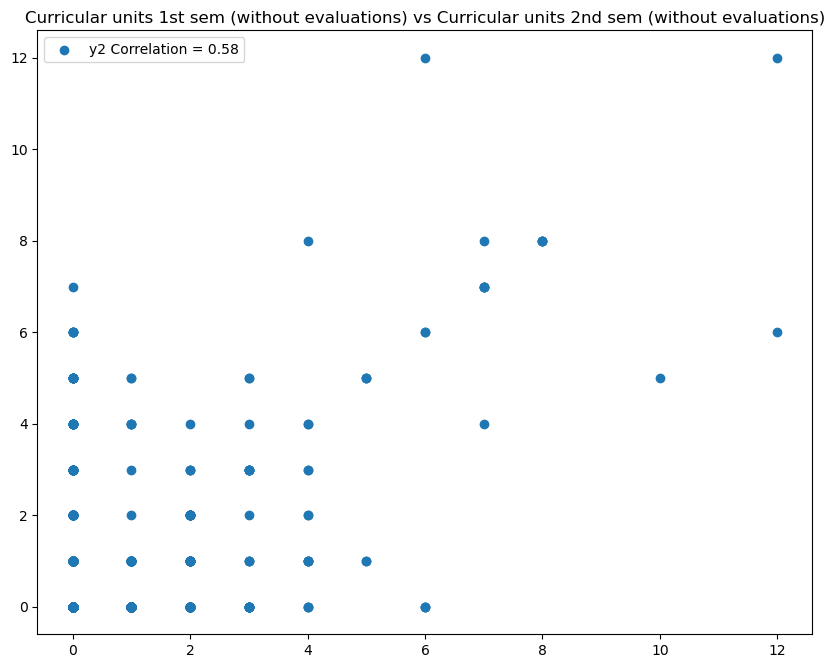 Curricular units 1st sem (without evaluations) vs Curricular units 2nd sem (without evaluations)
y2 Correlation = 0.58
12
10
8
6
4
2
0
0 2 4 6 8 10 12